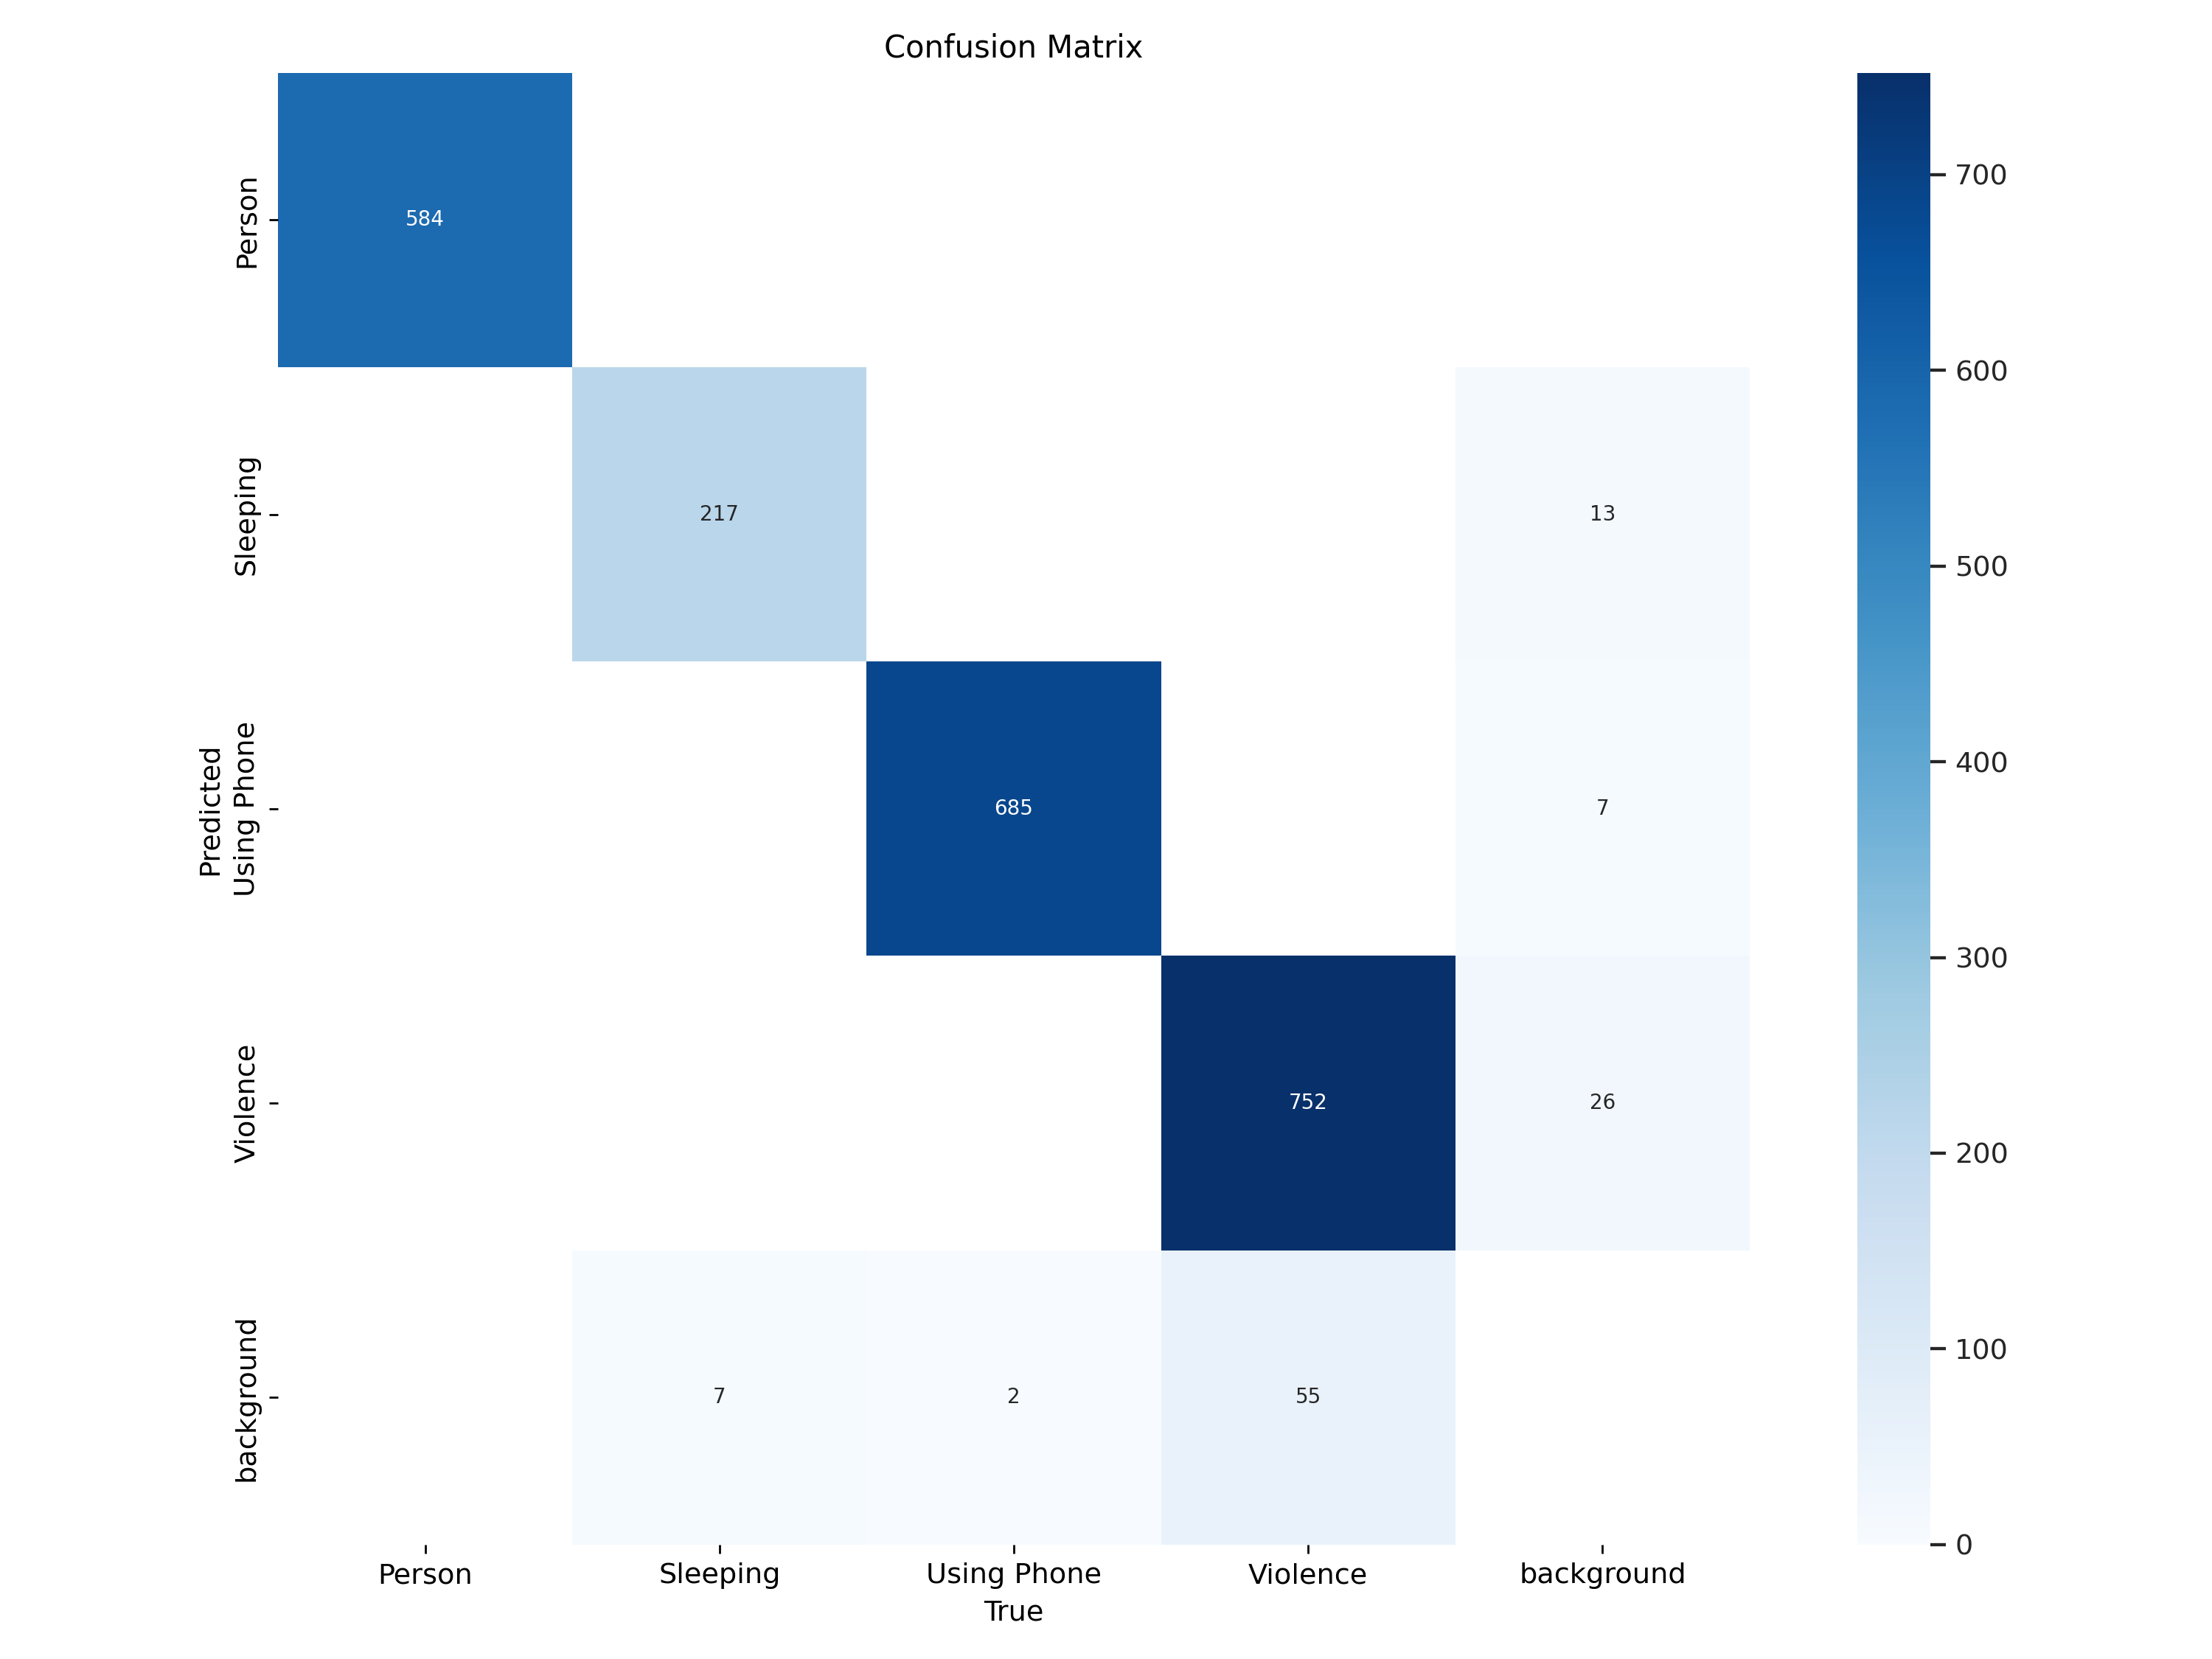 Confusion Matrix
Person
584
Sleeping
217
13
Predicted
Using Phone
685
7
Violence
752
26
background
7
2
55
Person
Sleeping
Using Phone
Violence
background
True
700
600
500
400
300
200
100
0